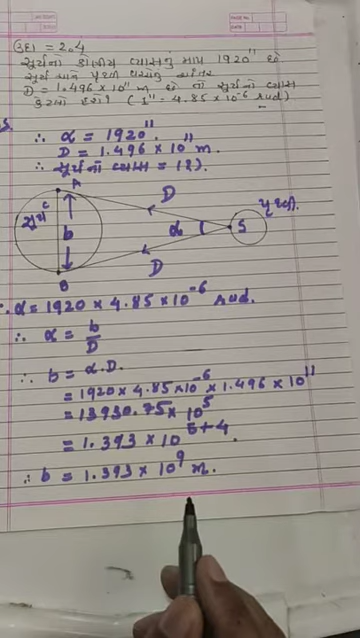 ઉદા = 2.4
સૂર્યના કોણીય વ્યાસનું માપ 1920" છે
સૂર્ય અને પૃથ્વી વચ્ચેનું અંતર
D = 1.496 × 10¹¹ m છે તો સૂર્યનો વ્યાસ
કેટલો હશે? (1" = 4.85 × 10⁻⁶ rad)
∴ α = 1920".
D = 1.496 × 10¹¹ m.
∴ સૂર્યનો વ્યાસ = (?).
A
D
સૂર્ય
C
b
α
S
પૃથ્વી.
B
D
∴ α = 1920 × 4.85 × 10⁻⁶ rad.
∴ α = b/D
∴ b = α.D.
= 1920 × 4.85 × 10⁻⁶ × 1.496 × 10¹¹
= 13930.75 × 10⁵
= 1.393 × 10⁵⁺⁴.
∴ b = 1.393 × 10⁹ m.